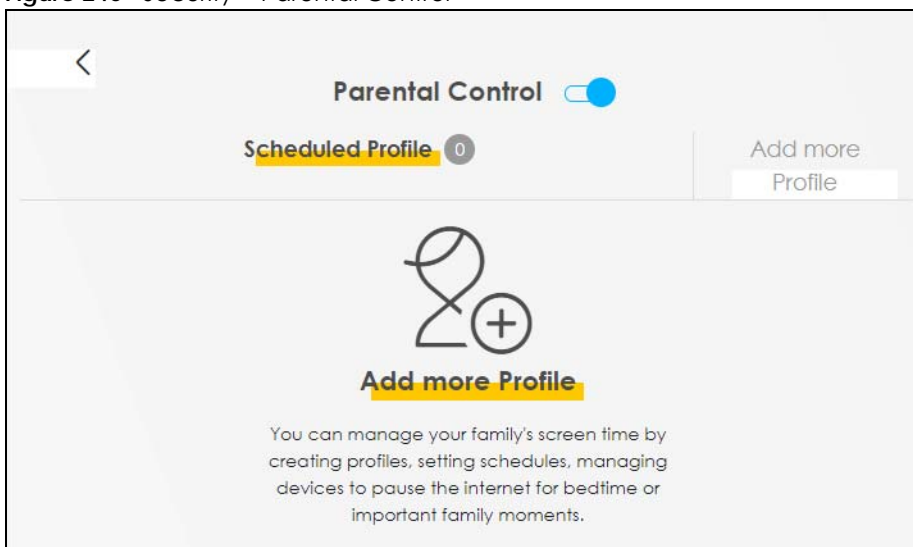 Parental Control
Scheduled Profile 0
Add more
Profile
Add more Profile
You can manage your family's screen time by
creating profiles, setting schedules, managing
devices to pause the internet for bedtime or
important family moments.